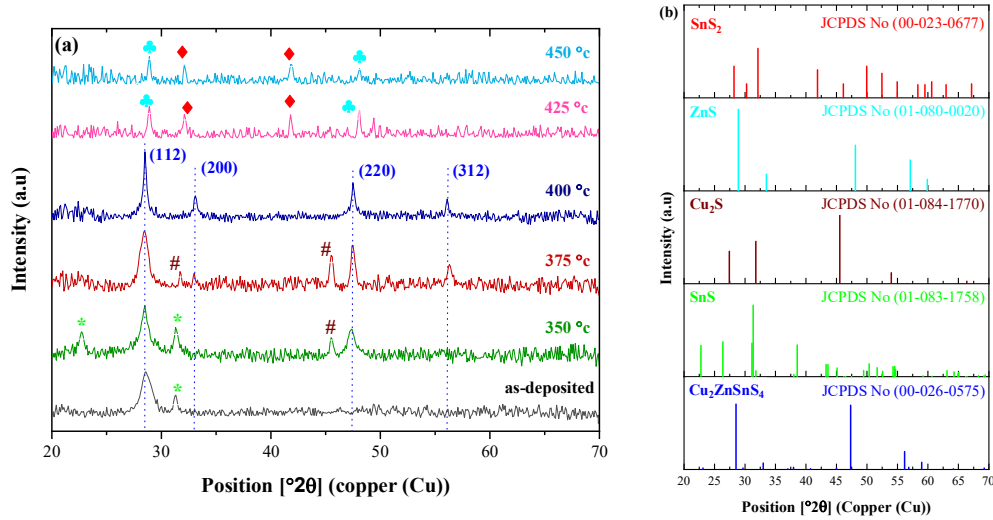 (a)
450 °c
425 °c
(112)
(200)
(220)
(312)
400 °c
#
#
375 °c
*
*
#
350 °c
*
as-deposited
20 30 40 50 60 70
Position [°2θ] (copper (Cu)
Intensity (a.u)
(b)
SnS2 JCPDS No (00-023-0677)
ZnS JCPDS No (01-080-0020)
Cu2S JCPDS No (01-084-1770)
SnS JCPDS No (01-083-1758)
Cu2ZnSnS4 JCPDS No (00-026-0575)
20 25 30 35 40 45 50 55 60 65 70
Position [°2θ] (Copper (Cu)
Intensity (a.u)